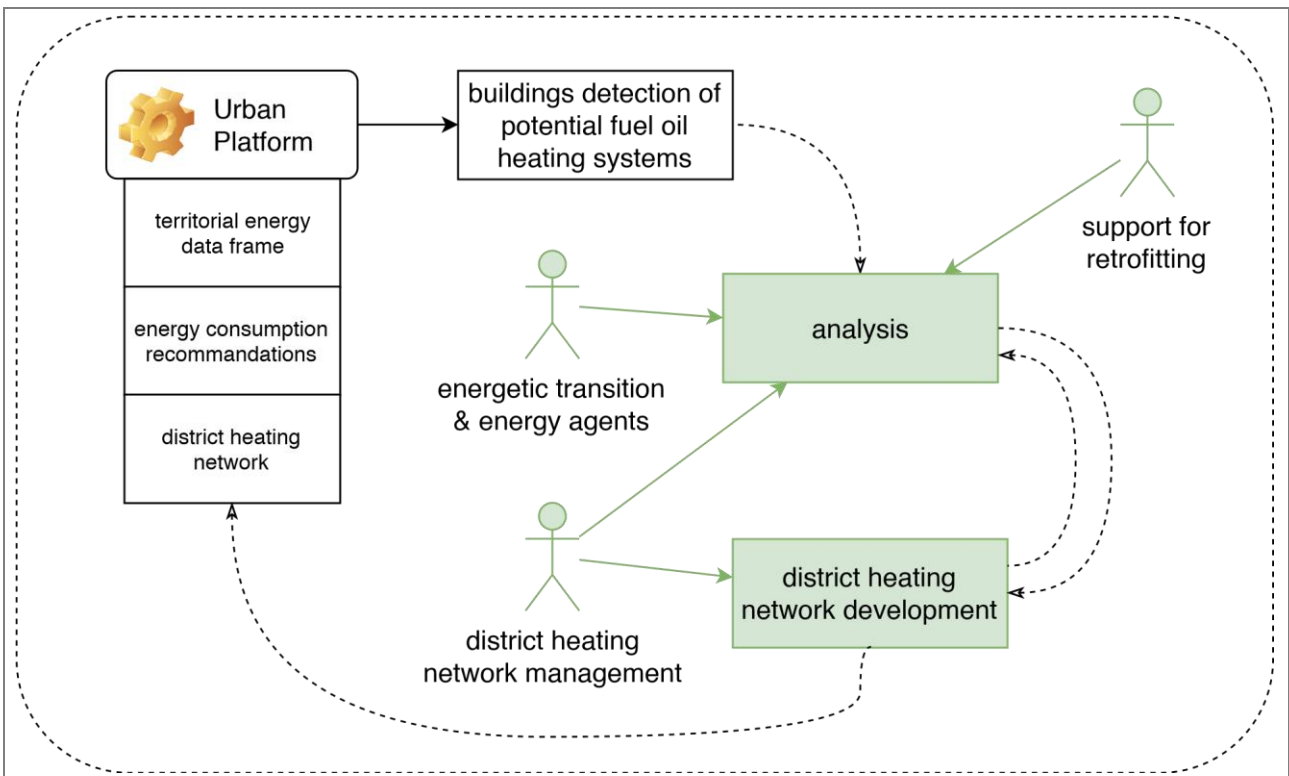 Urban
Platform
buildings detection of
potential fuel oil
heating systems
territorial energy
data frame
energy consumption
recommandations
district heating
network
support for
retrofitting
analysis
energetic transition
& energy agents
district heating
network management
district heating
network development